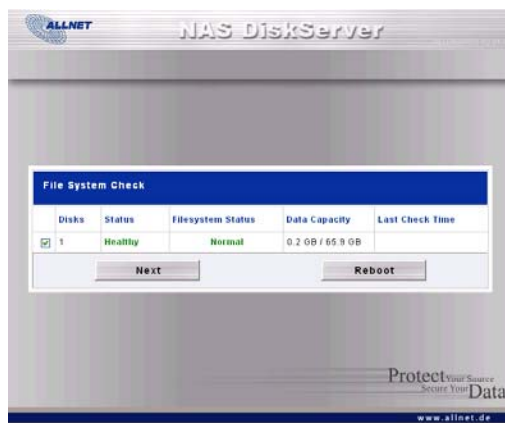 ALLNET
NAS DiskServer
File System Check
Disks Status Filesystem Status Data Capacity Last Check Time
1 Healthy Normal 0.2 GB / 65.9 GB
Next Reboot
Protect Your Source
Secure Your Data
www.allnet.de